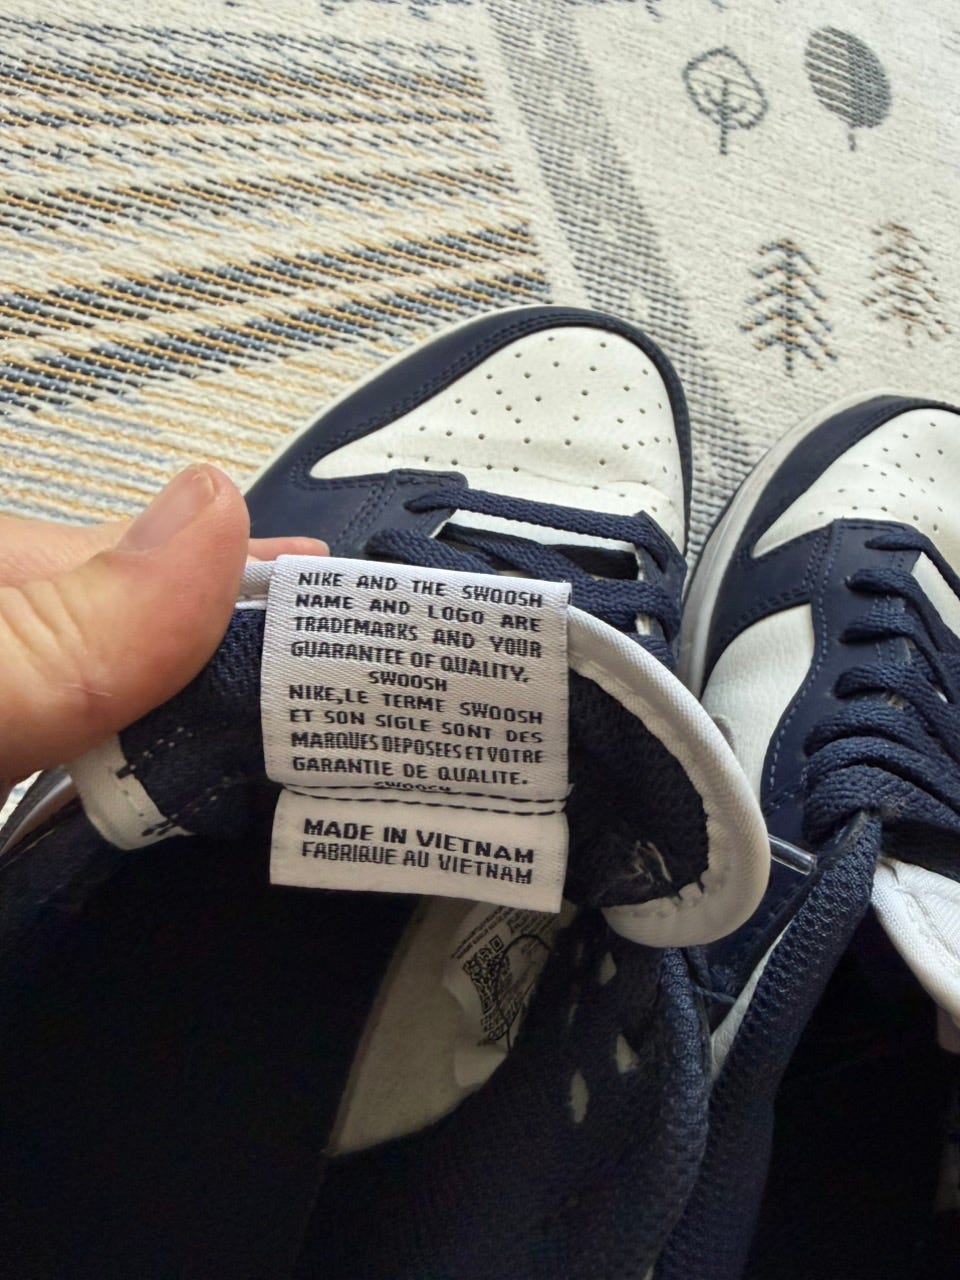 NIKE AND THE SWOOSH
NAME AND LOGO ARE
TRADEMARKS AND YOUR
GUARANTEE OF QUALITY.
SWOOSH
NIKE,LE TERME SWOOSH
ET SON SIGLE SONT DES
MARQUES DEPOSEES ET VOTRE
GARANTIE DE QUALITE.
SWOOSH
MADE IN VIETNAM
FABRIQUE AU VIETNAM